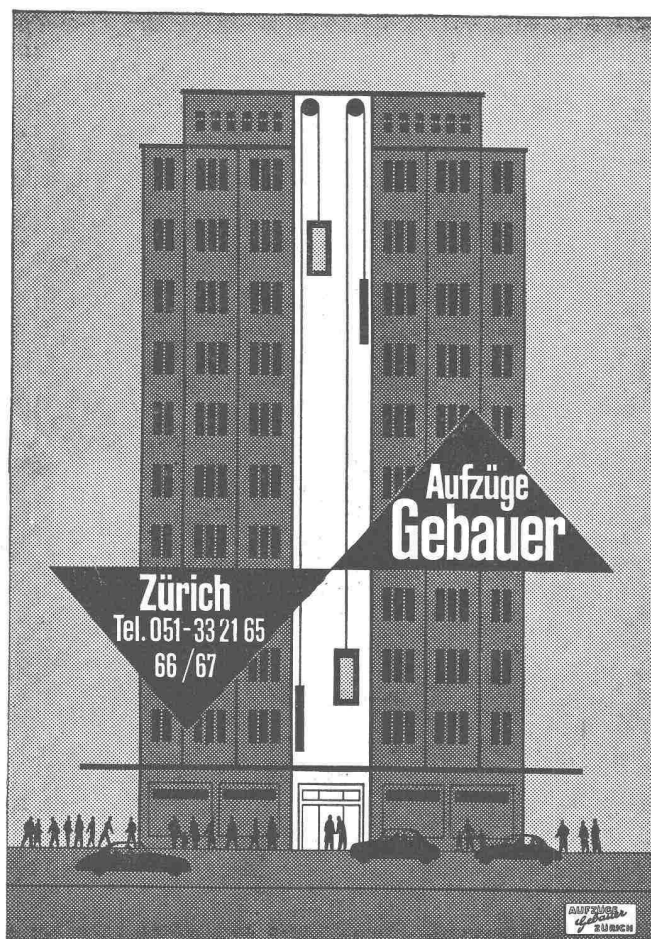 Aufzüge
Gebauer
Zürich
Tel. 051-33 21 65
66/67
AUFZÜGE
Gebauer
ZÜRICH